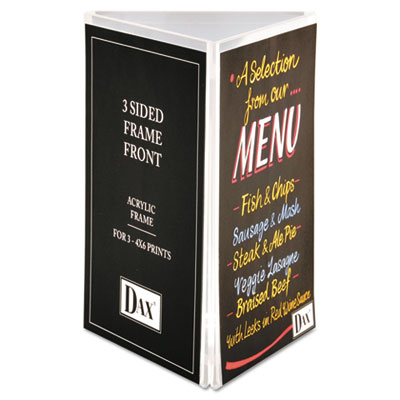 3 SIDED
FRAME
FRONT
ACRYLIC
FRAME
FOR 3 - 4X6 PRINTS
DAX
A Selection
from our ....
MENU
Fish & Chips
Sausage & Mash
Steak & Ale Pie
Veggie Lasagne
Braised Beef
with Leeks in Red Wine Sauce
DAX